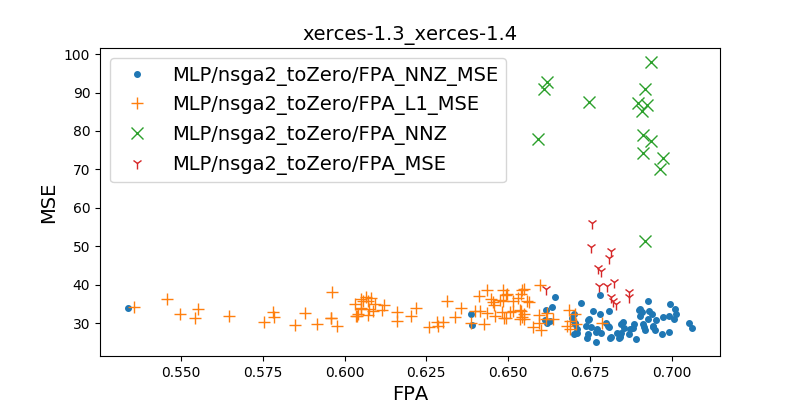 xerces-1.3_xerces-1.4
MLP/nsga2_toZero/FPA_NNZ_MSE
MLP/nsga2_toZero/FPA_L1_MSE
MLP/nsga2_toZero/FPA_NNZ
MLP/nsga2_toZero/FPA_MSE
MSE
100
90
80
70
60
50
40
30
0.550 0.575 0.600 0.625 0.650 0.675 0.700
FPA